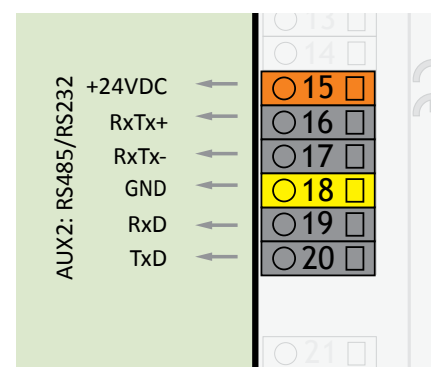 13
14
AUX2: RS485/RS232
+24VDC 15
RxTx+ 16
RxTx- 17
GND 18
RxD 19
TxD 20
21